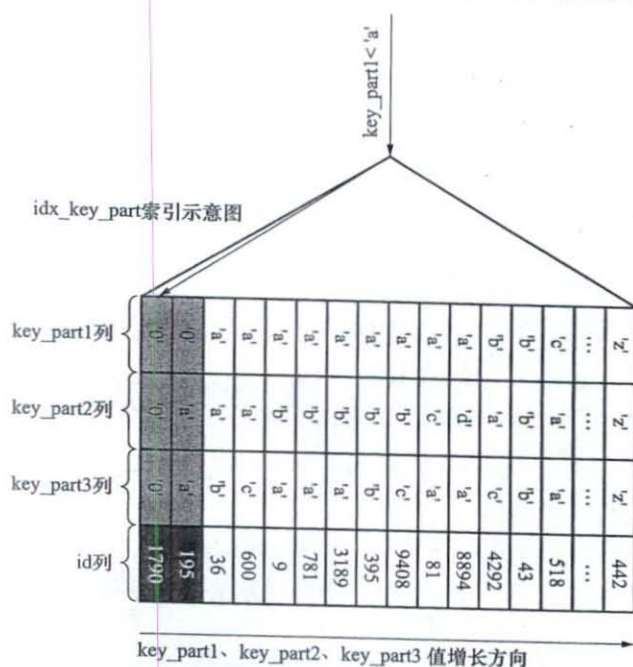 key_part1< 'a'
idx_key_part索引示意图
key_part1列 '0' '0' 'a' 'a' 'a' 'a' 'a' 'a' 'a' 'a' 'a' 'b' 'b' 'c' … 'z'
key_part2列 '0' 'a' 'a' 'a' 'b' 'b' 'b' 'b' 'b' 'c' 'd' 'a' 'b' 'a' … 'z'
key_part3列 '0' 'a' 'b' 'c' 'a' 'a' 'a' 'b' 'c' 'a' 'a' 'c' 'b' 'a' … 'z'
id列 1790 195 36 600 9 781 3189 395 9408 81 8894 4292 43 518 … 442
key_part1、key_part2、key_part3 值增长方向